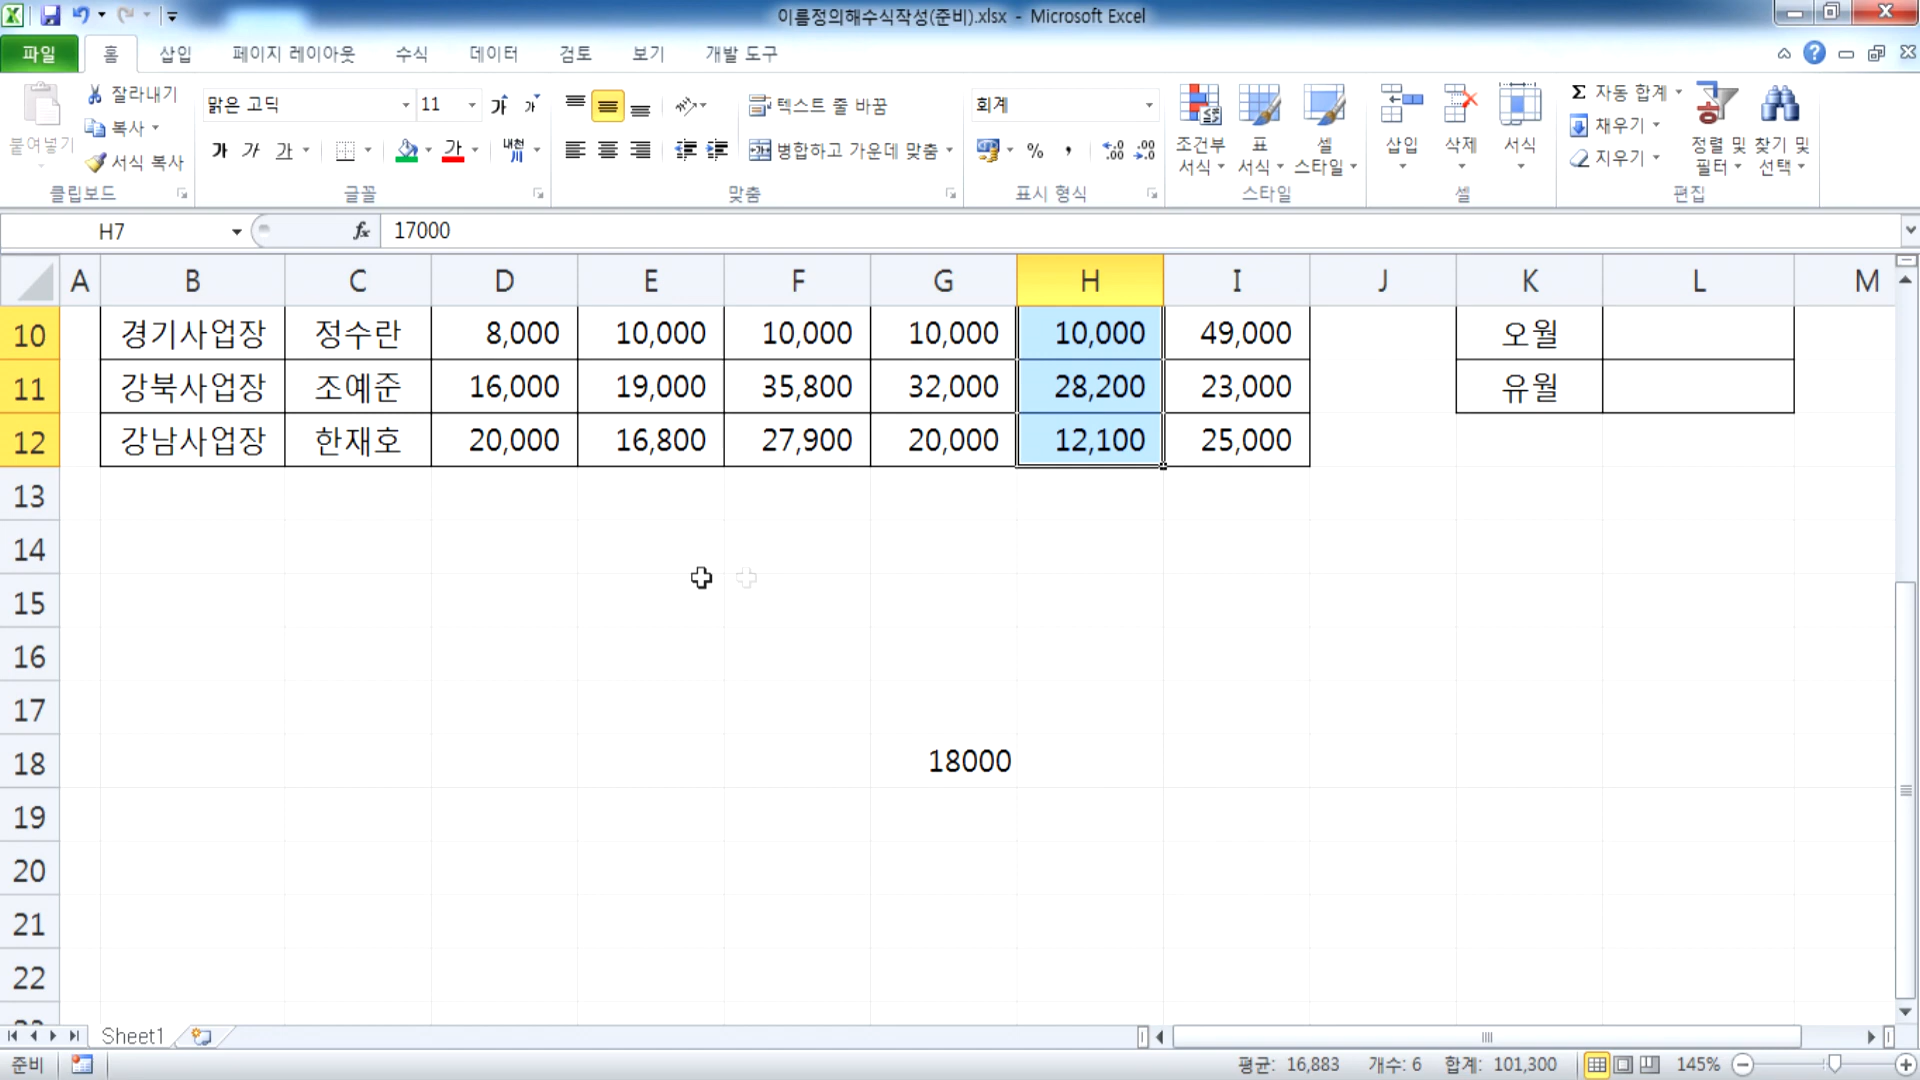 이름정의해수식작성(준비).xlsx - Microsoft Excel
파일 홈 삽입 페이지 레이아웃 수식 데이터 검토 보기 개발 도구
붙여넣기 잘라내기 복사 서식 복사 클립보드
맑은 고딕 11 가 가 가 가 가 가 내천 川 글꼴
텍스트 줄 바꿈 병합하고 가운데 맞춤 맞춤
회계 % , .00 .0 표시 형식
조건부 서식 표 서식 셀 스타일 스타일
삽입 삭제 서식 셀
Σ 자동 합계 채우기 지우기 정렬 및 필터 찾기 및 선택 편집
H7 fx 17000
A B C D E F G H I J K L M
10 경기사업장 정수란 8,000 10,000 10,000 10,000 10,000 49,000 오월
11 강북사업장 조예준 16,000 19,000 35,800 32,000 28,200 23,000 유월
12 강남사업장 한재호 20,000 16,800 27,900 20,000 12,100 25,000
13
14
15
16
17
18 18000
19
20
21
22
Sheet1
준비 평균: 16,883 개수: 6 합계: 101,300 145%